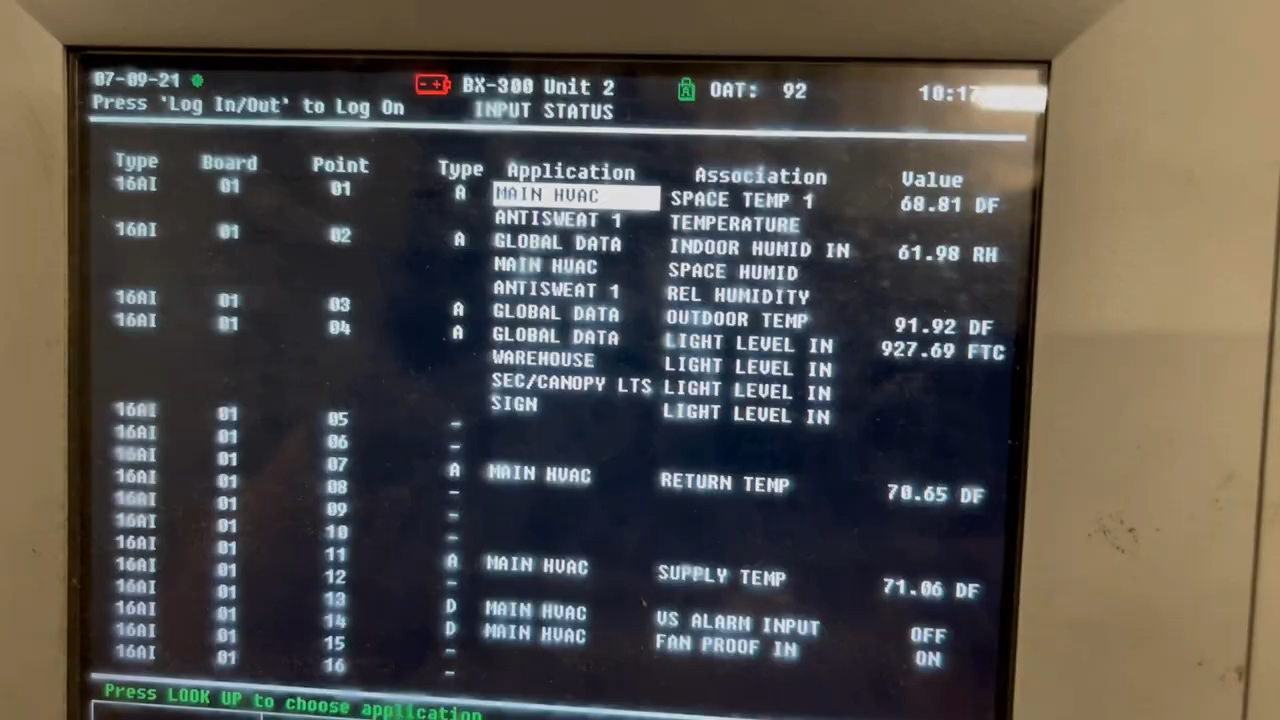 07-09-21 BX-300 Unit 2 OAT: 92 10:17
Press 'Log In/Out' to Log On INPUT STATUS
Type Board Point Type Application Association Value
16AI 01 01 A MAIN HVAC SPACE TEMP 1 68.81 DF
ANTISWEAT 1 TEMPERATURE
16AI 01 02 A GLOBAL DATA INDOOR HUMID IN 61.98 RH
MAIN HVAC SPACE HUMID
ANTISWEAT 1 REL HUMIDITY
16AI 01 03 A GLOBAL DATA OUTDOOR TEMP 91.92 DF
16AI 01 04 A GLOBAL DATA LIGHT LEVEL IN 927.69 FTC
WAREHOUSE LIGHT LEVEL IN
SEC/CANOPY LTS LIGHT LEVEL IN
SIGN LIGHT LEVEL IN
16AI 01 05 -
16AI 01 06 -
16AI 01 07 A MAIN HVAC RETURN TEMP 70.65 DF
16AI 01 08 -
16AI 01 09 -
16AI 01 10 -
16AI 01 11 A MAIN HVAC SUPPLY TEMP 71.06 DF
16AI 01 12 -
16AI 01 13 D MAIN HVAC VS ALARM INPUT OFF
16AI 01 14 D MAIN HVAC FAN PROOF IN ON
16AI 01 15 -
16AI 01 16 -
Press LOOK UP to choose application